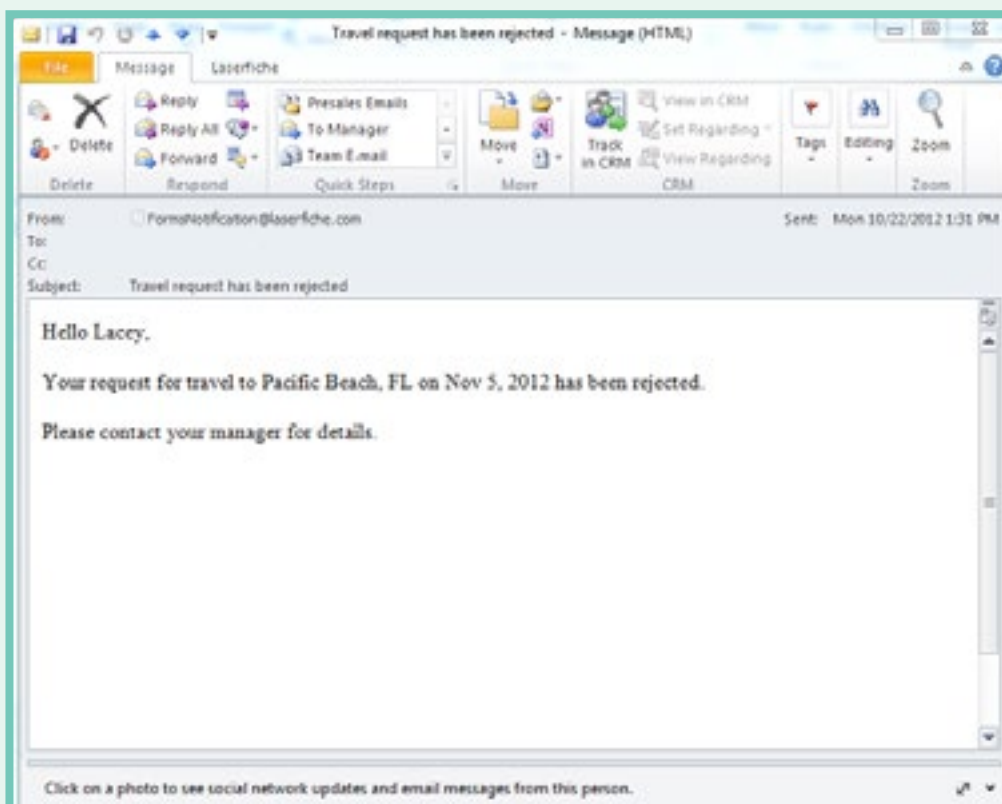 Travel request has been rejected - Message (HTML)
File Message Laserfiche
Delete
Reply
Reply All
Forward
Presales Emails
To Manager
Team E-mail
Move
Track in CRM
View in CRM
Set Regarding
View Regarding
Tags
Editing
Zoom
Delete Respond Quick Steps Move CRM Zoom
From: FormsNotification@laserfiche.com Sent: Mon 10/22/2012 1:31 PM
To:
Cc:
Subject: Travel request has been rejected
Hello Lacey,
Your request for travel to Pacific Beach, FL on Nov 5, 2012 has been rejected.
Please contact your manager for details.
Click on a photo to see social network updates and email messages from this person.